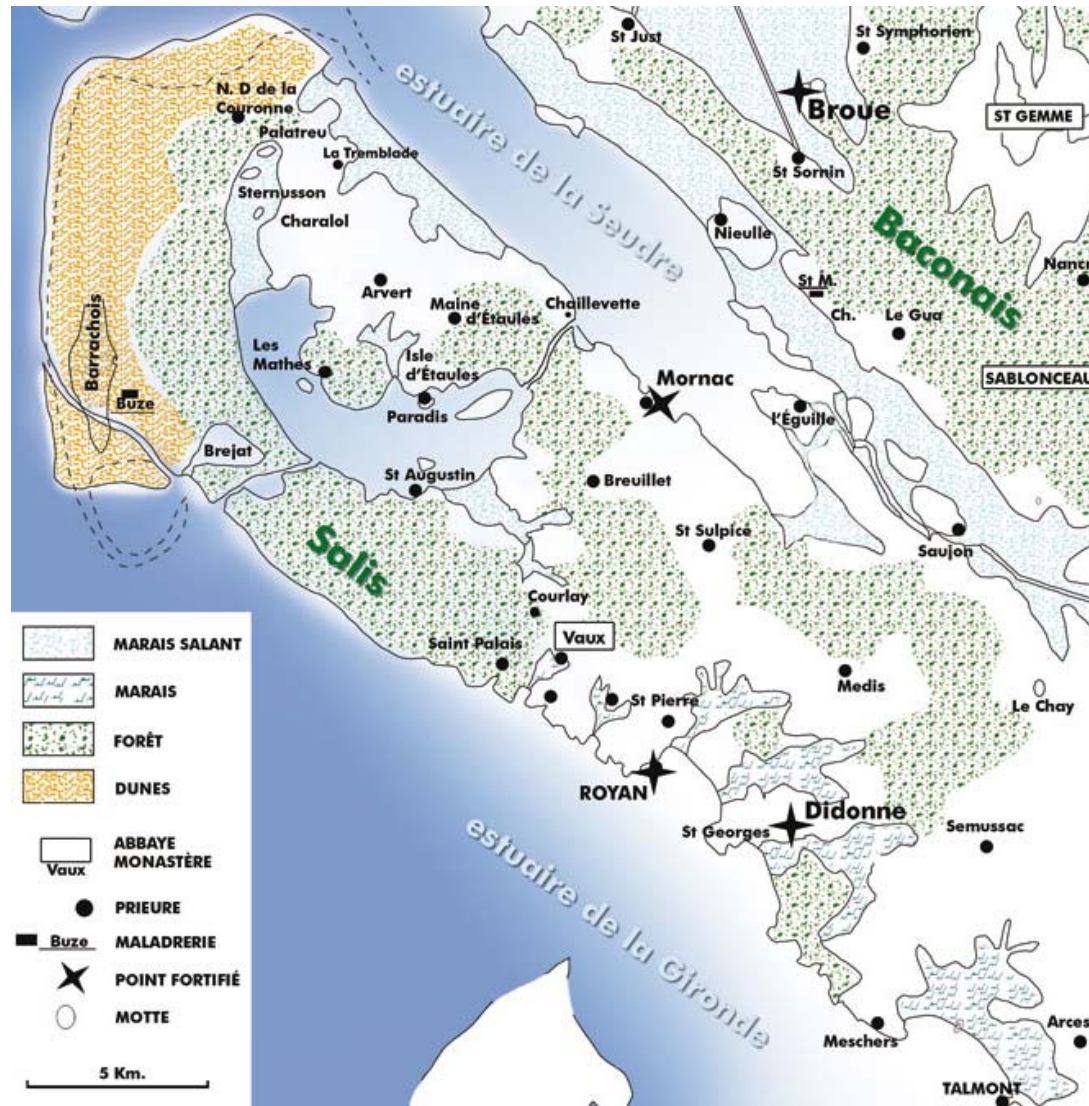 St Just
St Symphorien
estuaire de la Seudre
N. D de la
Couronne
Palatreu
La Tremblade
Broue
ST GEMME
St Sornin
Sternusson
Charalol
Nieulle
Baconais
Arvert
Maine
d'Étaules
Chaillevette
St M.
Ch.
Le Gua
Barrachois
Les
Mathes
Isle
d'Étaules
Mornac
SABLONCEAU
Buze
Paradis
l'Éguille
Brejat
St Augustin
Breuillet
St Sulpice
Saujon
Salis
Courlay
Saint Palais
Vaux
Medis
Le Chay
St Pierre
ROYAN
Didonne
St Georges
Semussac
estuaire de la Gironde
Meschers
Arces
TALMONT
MARAIS SALANT
MARAIS
FORÊT
DUNES
ABBAYE
MONASTÈRE
Vaux
PRIEURE
Buze
MALADRERIE
POINT FORTIFIÉ
MOTTE
5 Km.